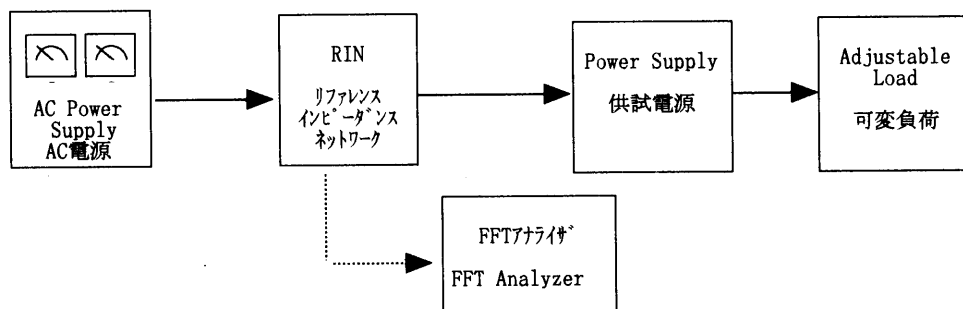 AC Power
Supply
AC電源
RIN
リファレンス
インピーダンス
ネットワーク
Power Supply
供試電源
Adjustable
Load
可変負荷
FFTアナライザ
FFT Analyzer